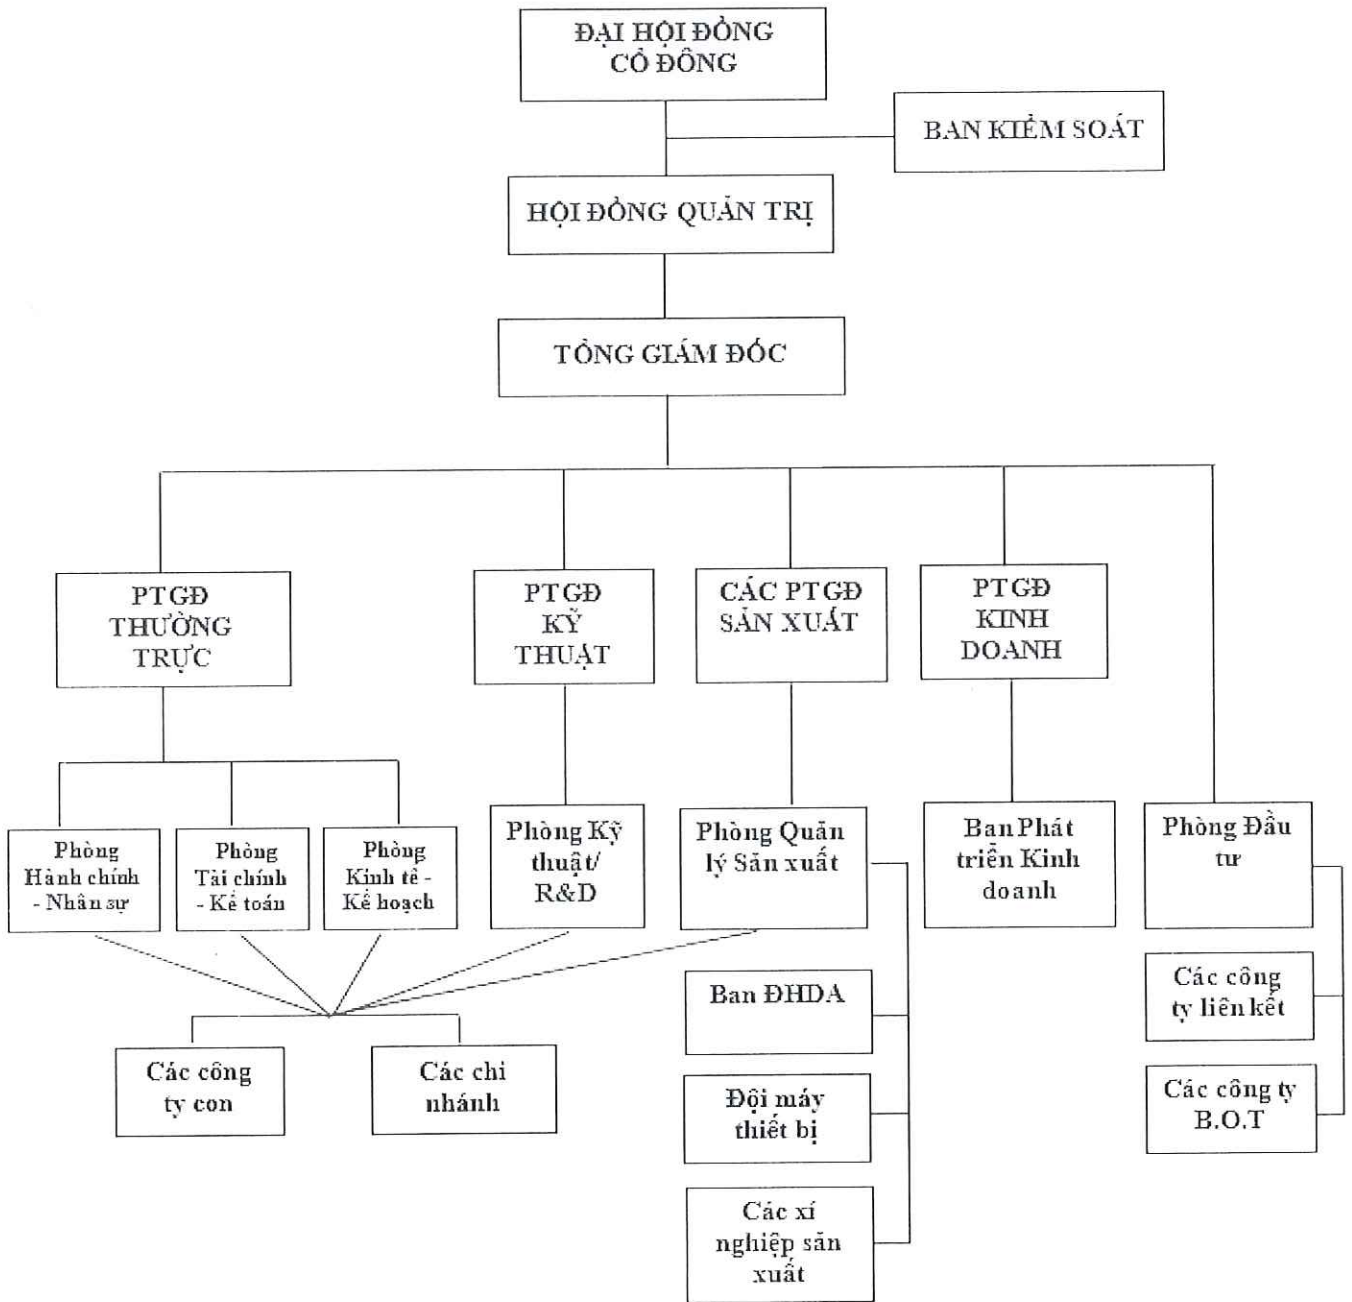 ĐẠI HỘI ĐỒNG
CỔ ĐÔNG
BAN KIỂM SOÁT
HỘI ĐỒNG QUẢN TRỊ
TỔNG GIÁM ĐỐC
PTGĐ
THƯỜNG
TRỰC
PTGĐ
KỸ
THUẬT
CÁC PTGĐ
SẢN XUẤT
PTGĐ
KINH
DOANH
Phòng
Hành chính
- Nhân sự
Phòng
Tài chính
- Kế toán
Phòng
Kinh tế -
Kế hoạch
Phòng Kỹ
thuật/
R&D
Phòng Quản
lý Sản xuất
Ban Phát
triển Kinh
doanh
Phòng Đầu
tư
Các công
ty con
Các chi
nhánh
Ban ĐHDA
Đội máy
thiết bị
Các xí
nghiệp sản
xuất
Các công
ty liên kết
Các công ty
B.O.T